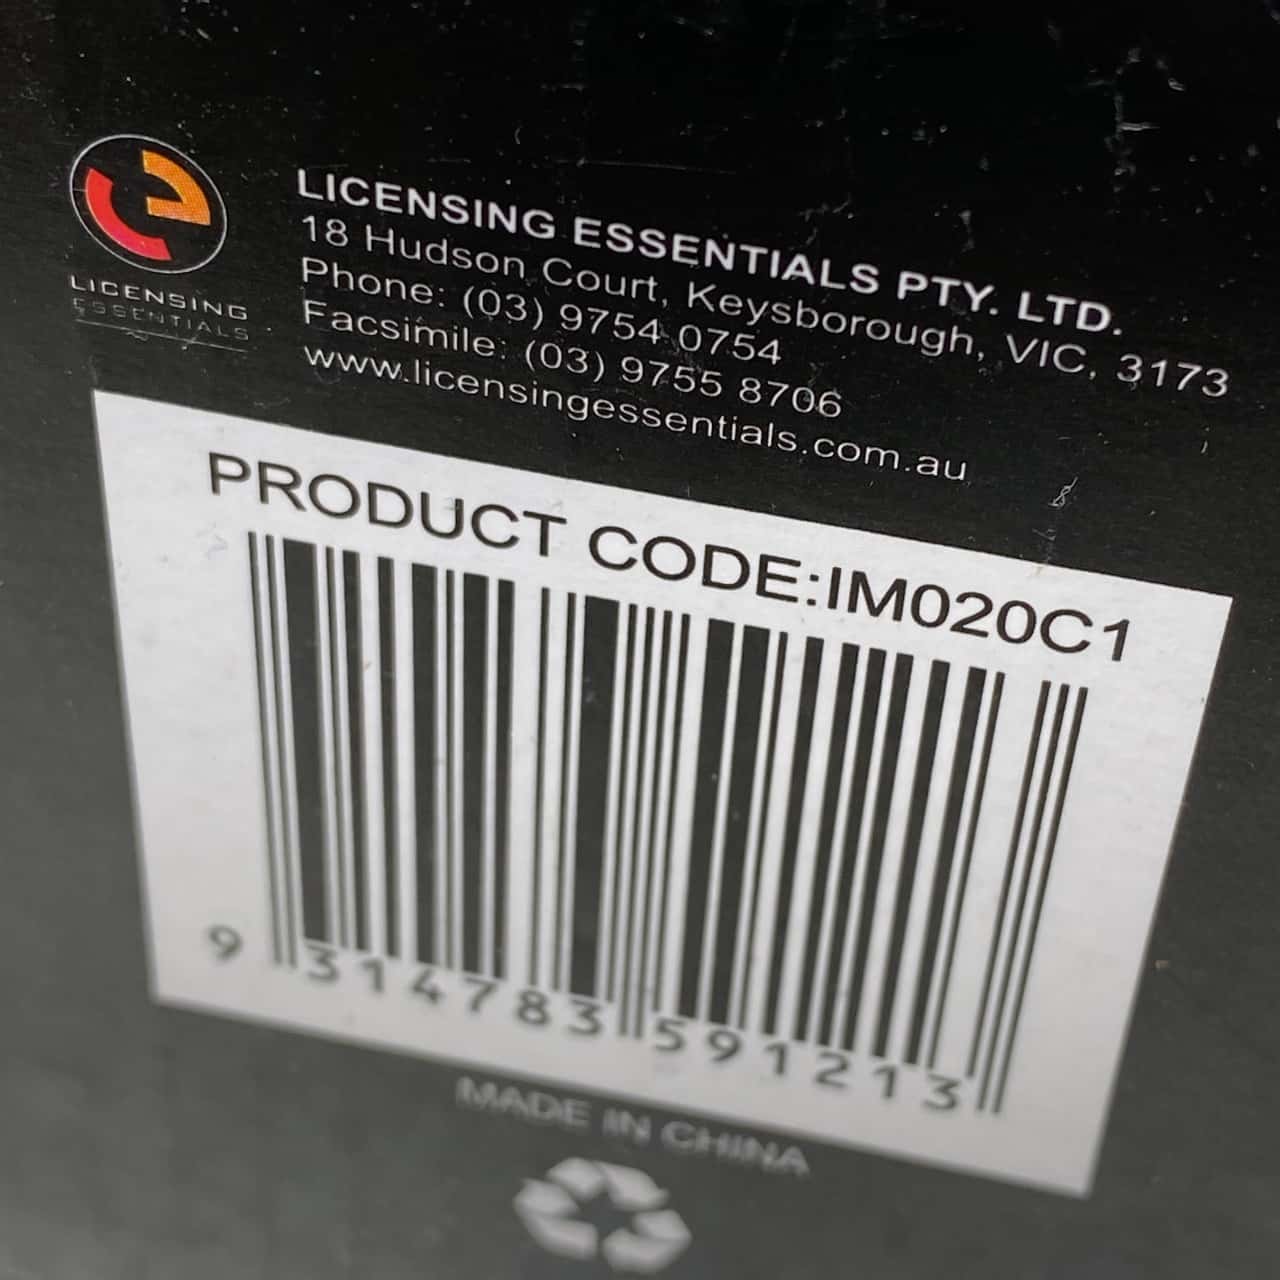 LICENSING
ESSENTIALS
LICENSING ESSENTIALS PTY. LTD.
18 Hudson Court, Keysborough, VIC, 3173
Phone: (03) 9754 0754
Facsimile: (03) 9755 8706
www.licensingessentials.com.au
PRODUCT CODE:IM020C1
9 314783 591213
MADE IN CHINA